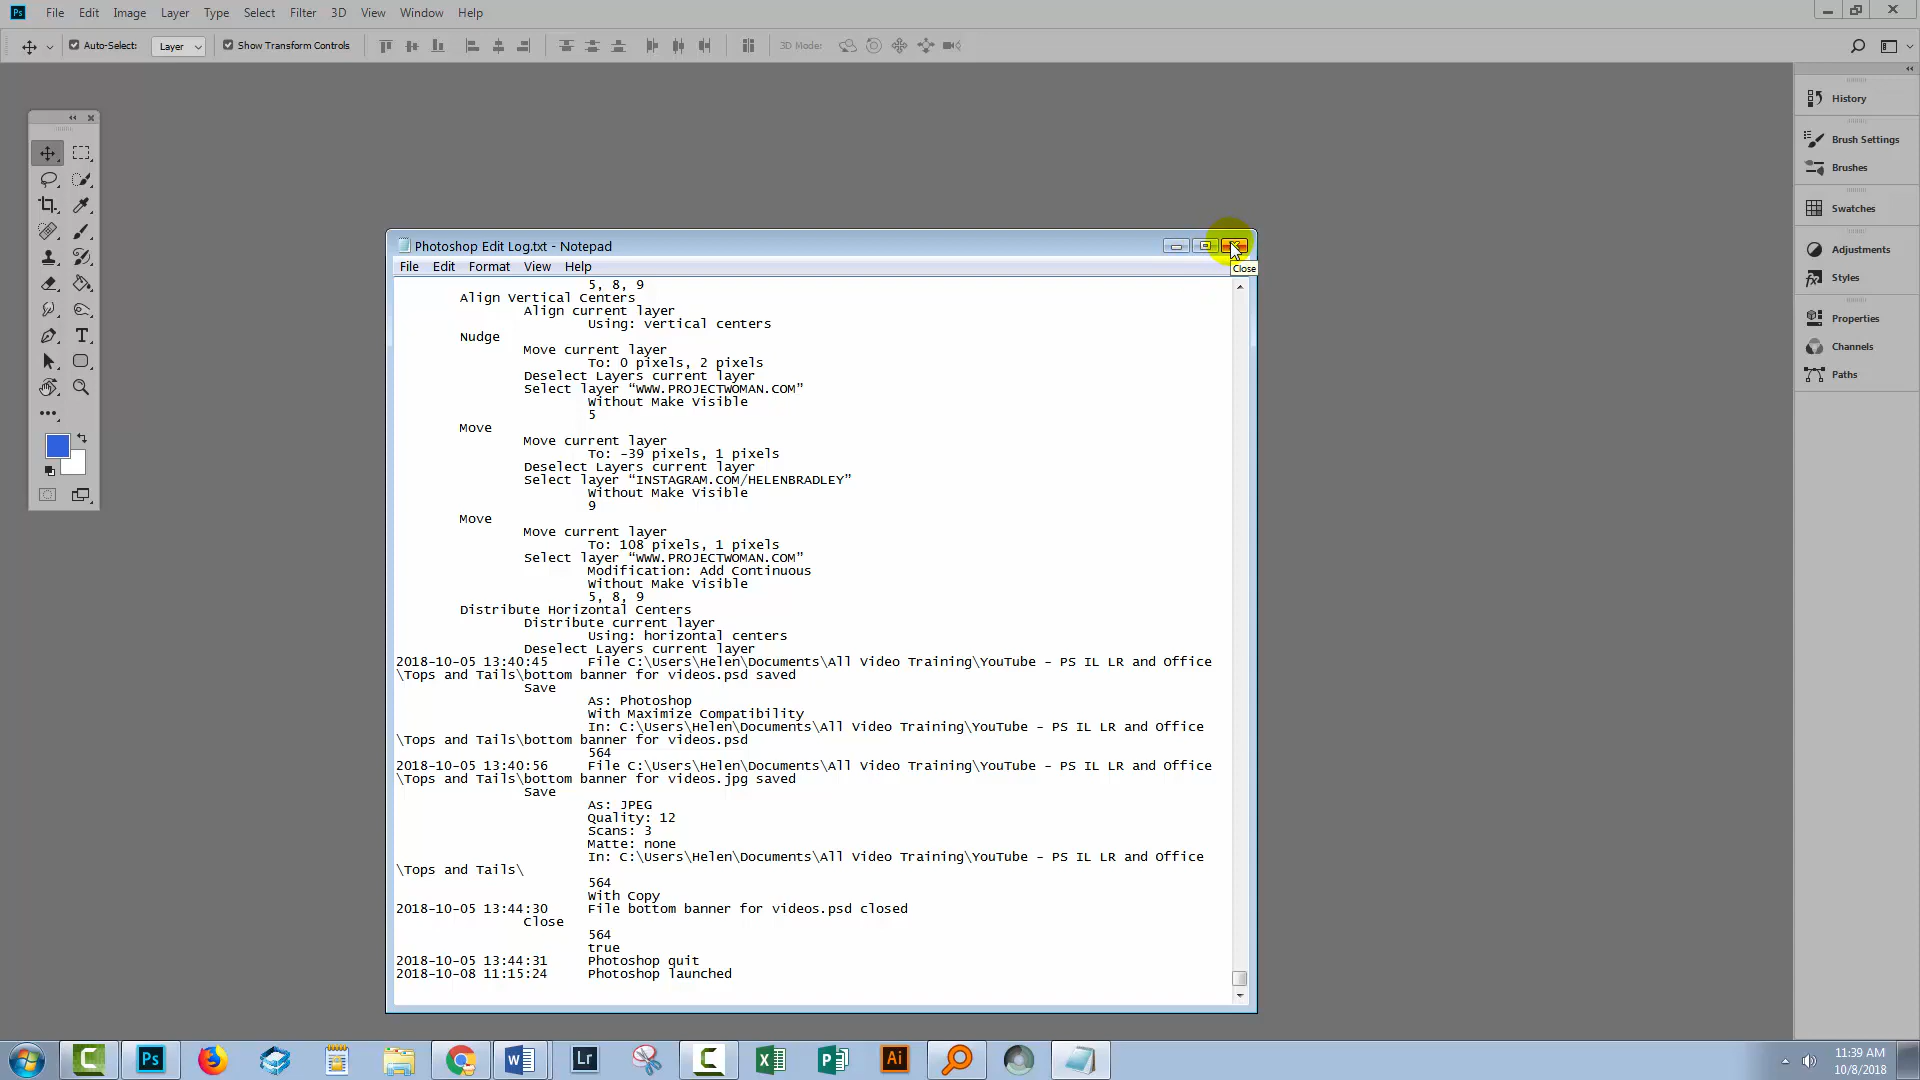 Ps File Edit Image Layer Type Select Filter 3D View Window Help
Auto-Select: Layer Show Transform Controls 3D Mode:
History
Brush Settings
Brushes
Swatches
Adjustments
Styles
Properties
Channels
Paths
Photoshop Edit Log.txt - Notepad
Close
File Edit Format View Help
5, 8, 9
Align Vertical Centers
Align current layer
Using: vertical centers
Nudge
Move current layer
To: 0 pixels, 2 pixels
Deselect Layers current layer
Select layer “WWW.PROJECTWOMAN.COM”
Without Make Visible
5
Move
Move current layer
To: -39 pixels, 1 pixels
Deselect Layers current layer
Select layer “INSTAGRAM.COM/HELENBRADLEY”
Without Make Visible
9
Move
Move current layer
To: 108 pixels, 1 pixels
Select layer “WWW.PROJECTWOMAN.COM”
Modification: Add Continuous
Without Make Visible
5, 8, 9
Distribute Horizontal Centers
Distribute current layer
Using: horizontal centers
Deselect Layers current layer
2018-10-05 13:40:45 File C:\Users\Helen\Documents\All Video Training\YouTube - PS IL LR and Office
\Tops and Tails\bottom banner for videos.psd saved
Save
As: Photoshop
With Maximize Compatibility
In: C:\Users\Helen\Documents\All Video Training\YouTube - PS IL LR and Office
\Tops and Tails\bottom banner for videos.psd
564
2018-10-05 13:40:56 File C:\Users\Helen\Documents\All Video Training\YouTube - PS IL LR and Office
\Tops and Tails\bottom banner for videos.jpg saved
Save
As: JPEG
Quality: 12
Scans: 3
Matte: none
In: C:\Users\Helen\Documents\All Video Training\YouTube - PS IL LR and Office
\Tops and Tails\
564
With Copy
2018-10-05 13:44:30 File bottom banner for videos.psd closed
Close
564
true
2018-10-05 13:44:31 Photoshop quit
2018-10-08 11:15:24 Photoshop launched
Ps Lr Ai
11:39 AM
10/8/2018